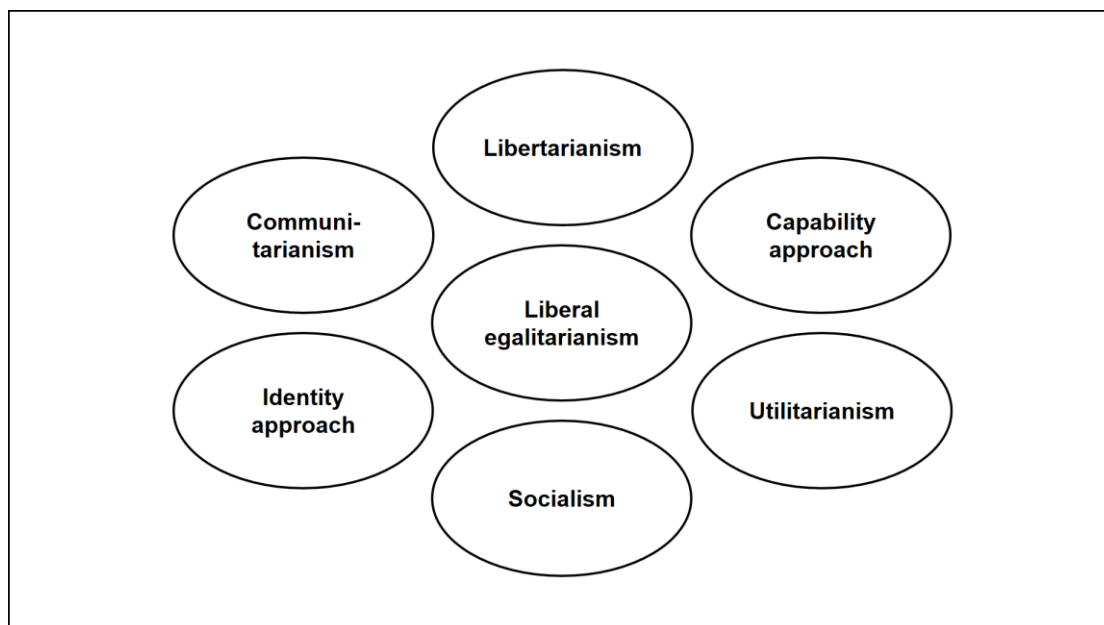 Libertarianism
Communi-
tarianism
Capability
approach
Liberal
egalitarianism
Identity
approach
Utilitarianism
Socialism